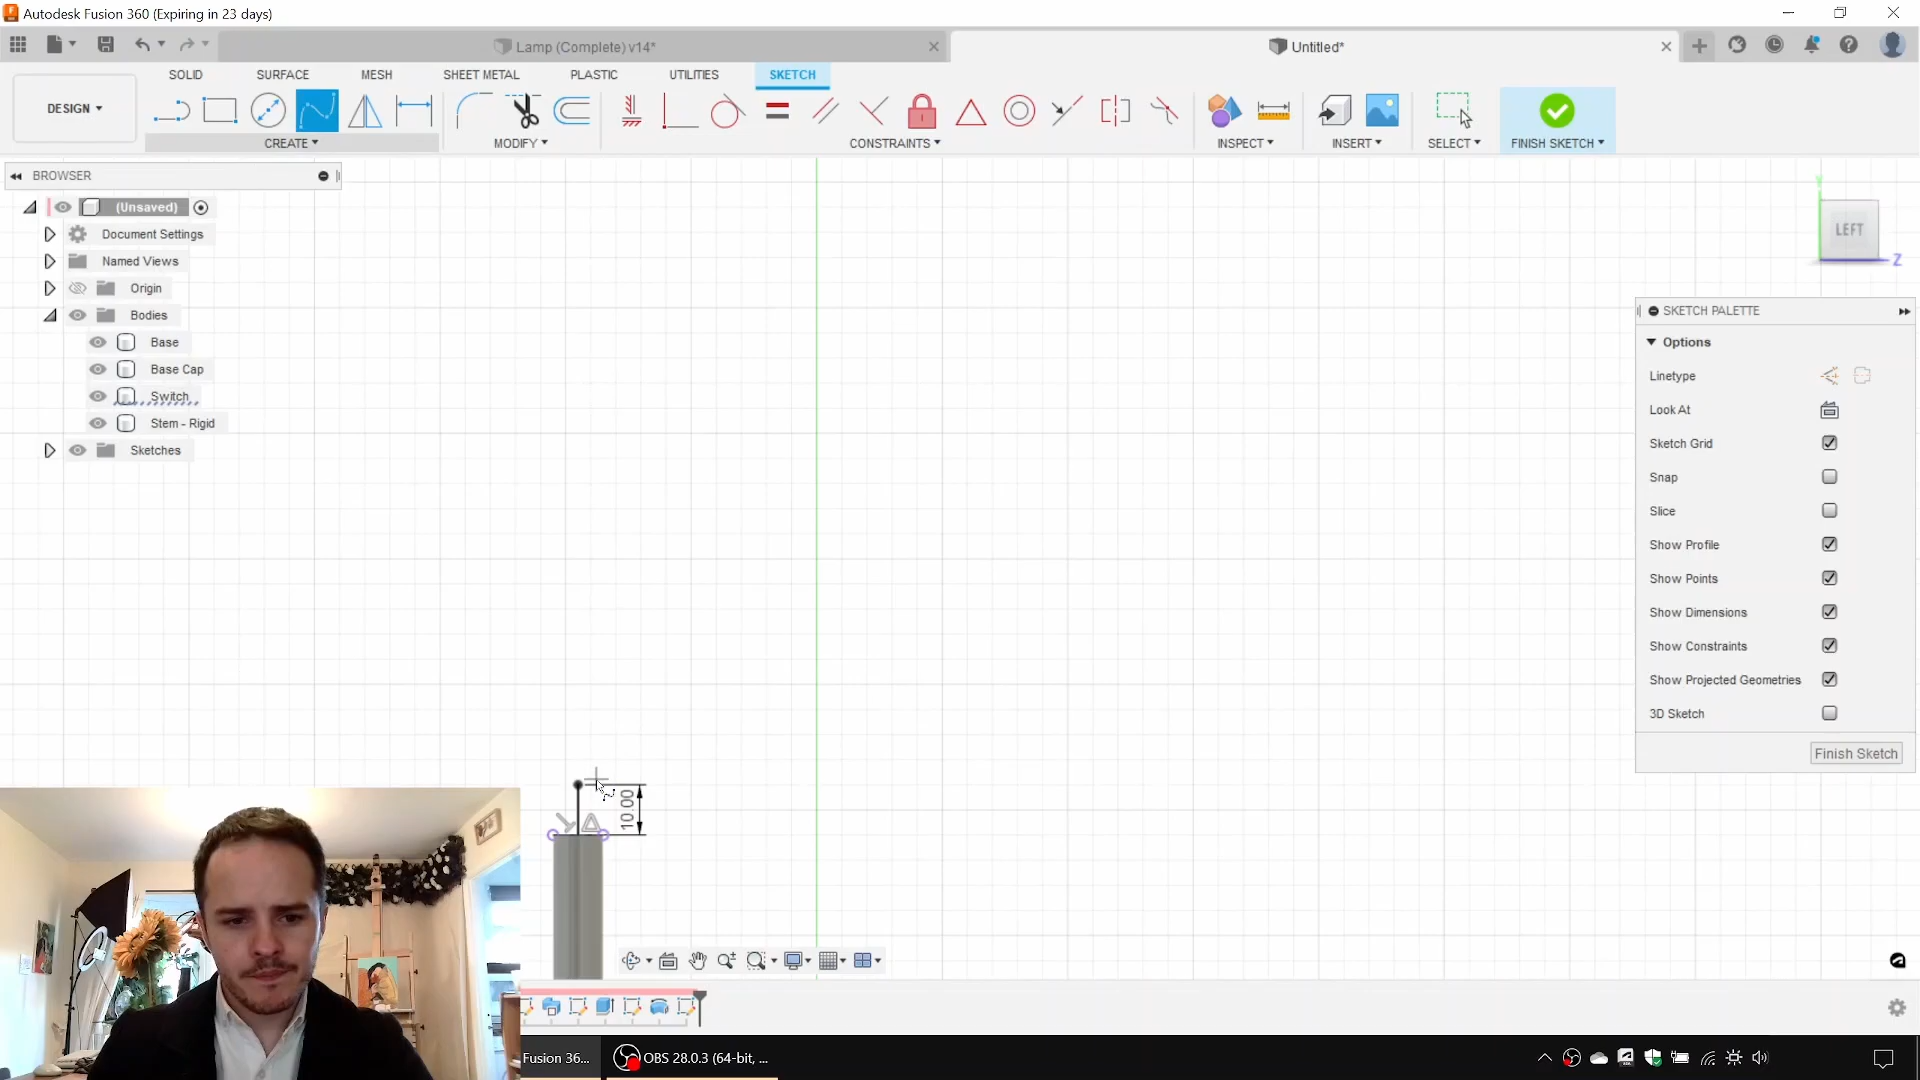 Autodesk Fusion 360 (Expiring in 23 days)
Lamp (Complete) v14*
Untitled*
DESIGN
SOLID
SURFACE
MESH
SHEET METAL
PLASTIC
UTILITIES
SKETCH
CREATE
MODIFY
CONSTRAINTS
INSPECT
INSERT
SELECT
FINISH SKETCH
BROWSER
(Unsaved)
Document Settings
Named Views
Origin
Bodies
Base
Base Cap
Switch
Stem - Rigid
Sketches
Y
LEFT
Z
SKETCH PALETTE
Options
Linetype
Look At
Sketch Grid
Snap
Slice
Show Profile
Show Points
Show Dimensions
Show Constraints
Show Projected Geometries
3D Sketch
Finish Sketch
10.00
Fusion 36...
OBS 28.0.3 (64-bit, ...